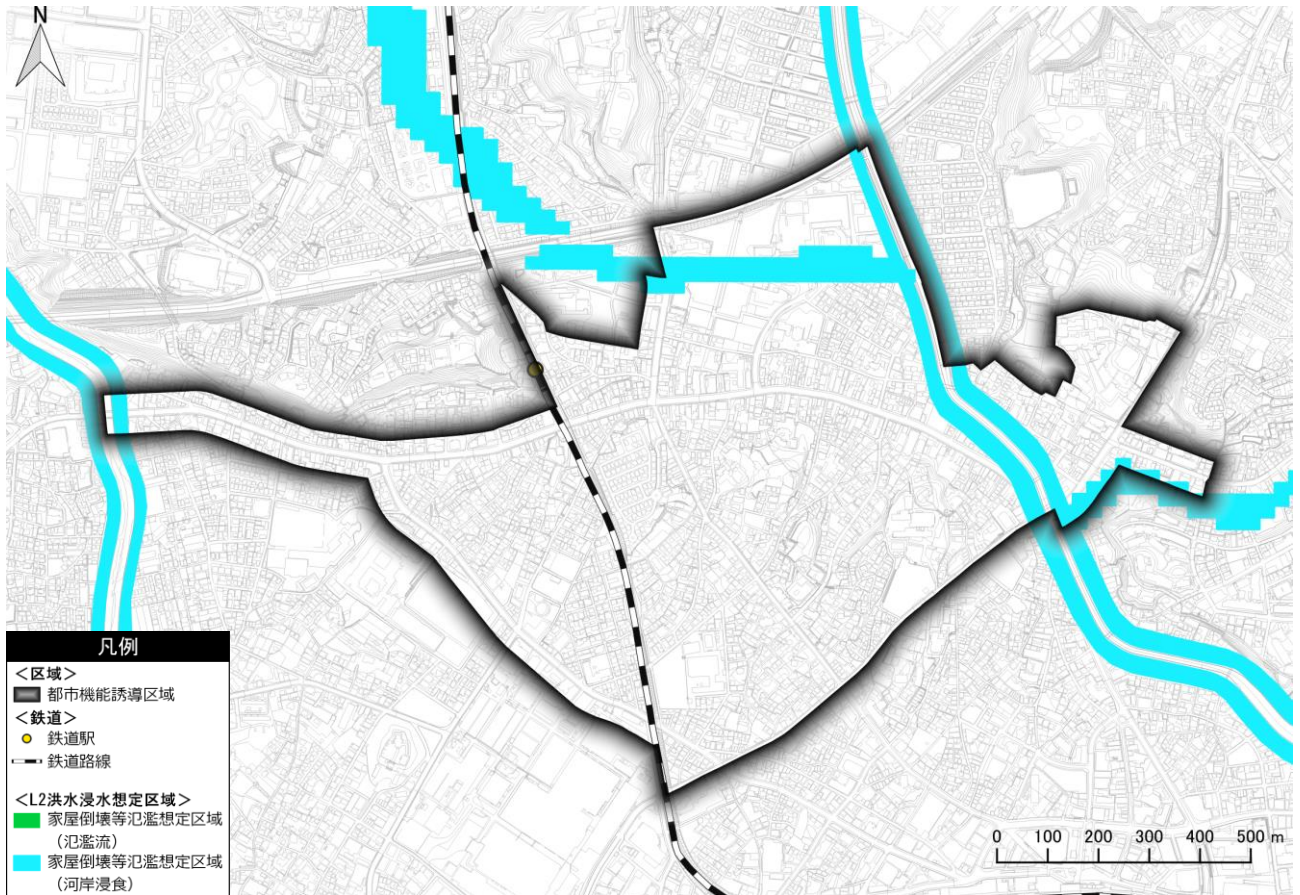 N
凡例
＜区域＞
都市機能誘導区域
＜鉄道＞
鉄道駅
鉄道路線
＜L2洪水浸水想定区域＞
家屋倒壊等氾濫想定区域
（氾濫流）
家屋倒壊等氾濫想定区域
（河岸浸食）
0 100 200 300 400 500 m